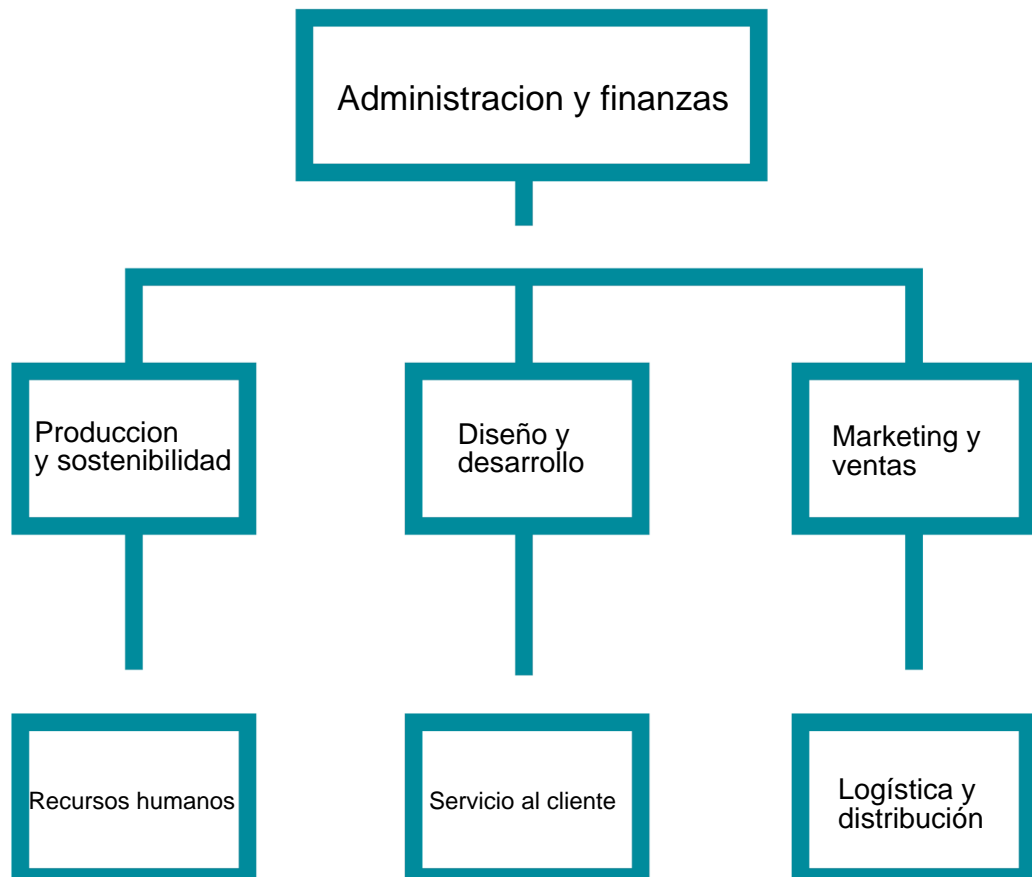 Administracion y finanzas
Produccion
y sostenibilidad
Diseño y
desarrollo
Marketing y
ventas
Recursos humanos
Servicio al cliente
Logística y
distribución